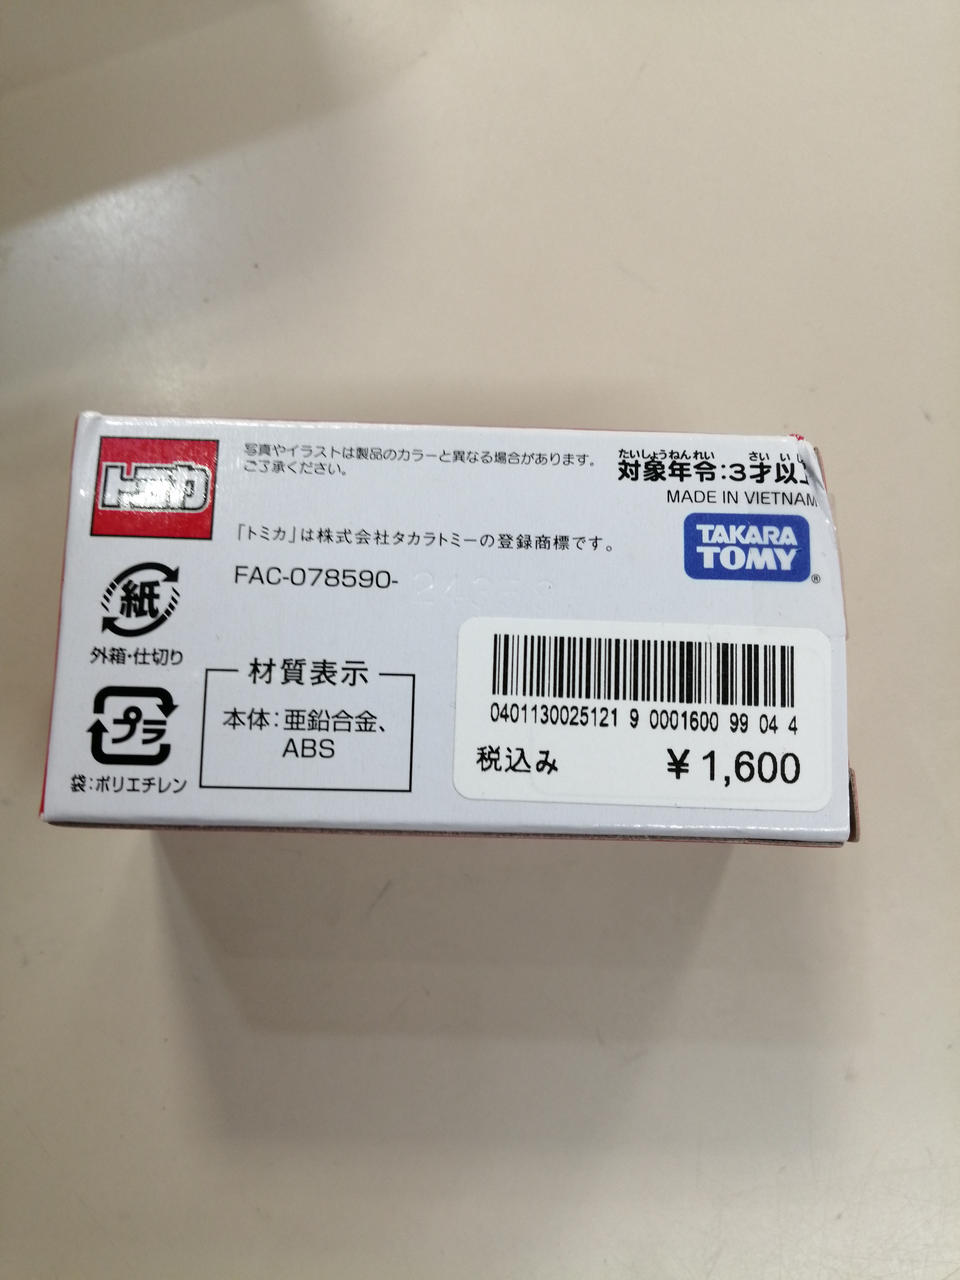 トミカ
写真やイラストは製品のカラーと異なる場合があります。
ご了承ください。
たいしょうねんれい さいい
対象年令:3才以
MADE IN VIETNAM
TAKARA
TOMY®
「トミカ」は株式会社タカラトミーの登録商標です。
FAC-078590-
紙
外箱・仕切り
プラ
袋:ポリエチレン
材質表示
本体:亜鉛合金、
ABS
0401130025121 9 0001600 99 04 4
税込み ¥1,600